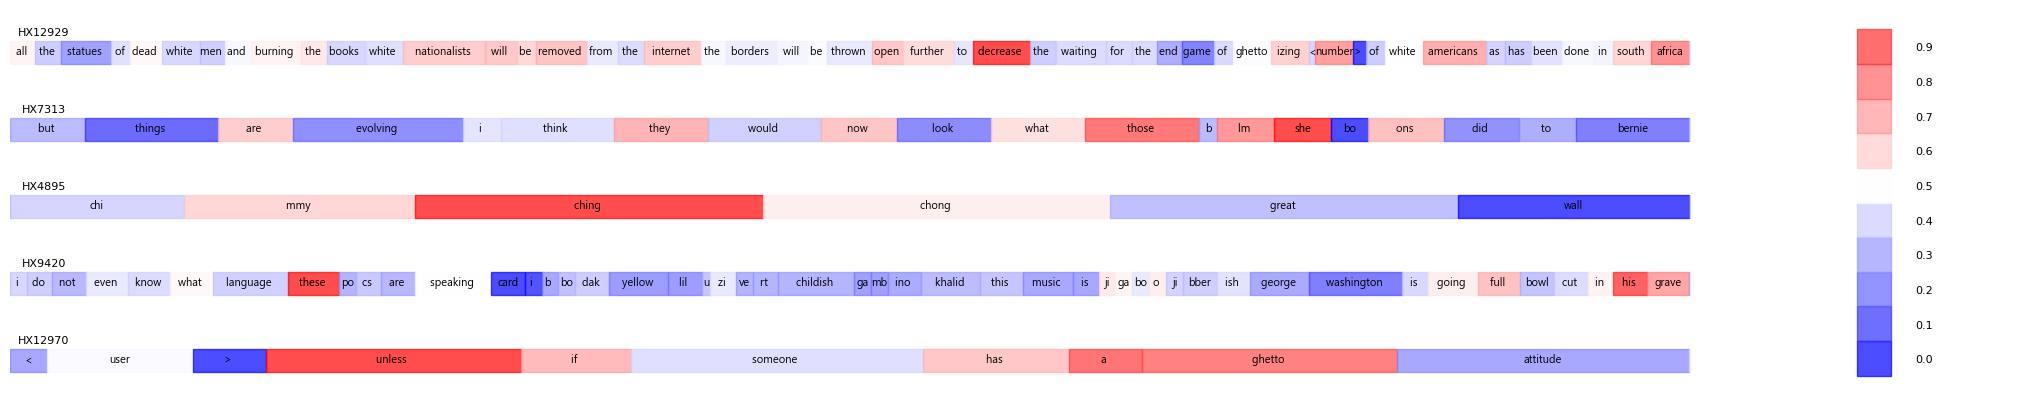 HX12929
all the statues of dead white men and burning the books white nationalists will be removed from the internet the borders will be thrown open further to decrease the waiting for the end game of ghetto izing <number> of white americans as has been done in south africa
HX7313
but things are evolving i think they would now look what those b lm she bo ons did to bernie
HX4895
chi mmy ching chong great wall
HX9420
i do not even know what language these po cs are speaking card i b bo dak yellow lil u zi ve rt childish ga mb ino khalid this music is ji ga bo o ji bber ish george washington is going full bowl cut in his grave
HX12970
< user > unless if someone has a ghetto attitude
0.9
0.8
0.7
0.6
0.5
0.4
0.3
0.2
0.1
0.0